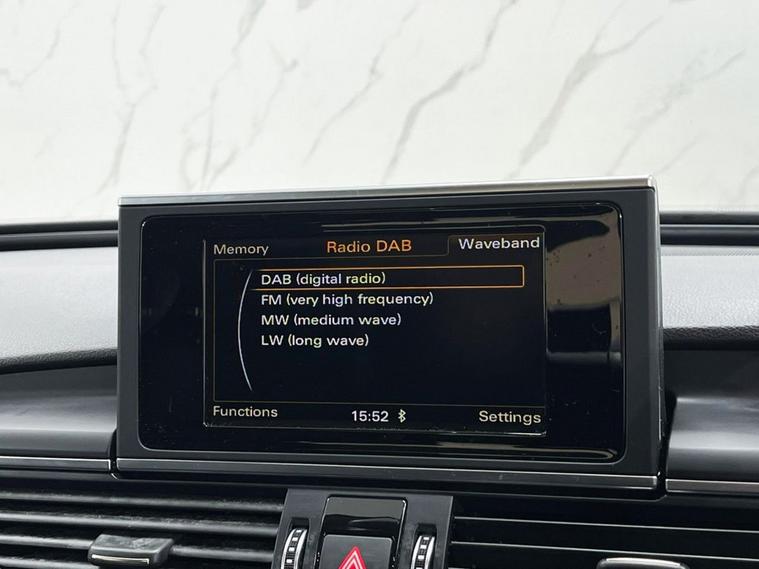 Memory Radio DAB Waveband
DAB (digital radio)
FM (very high frequency)
MW (medium wave)
LW (long wave)
Functions 15:52 Settings